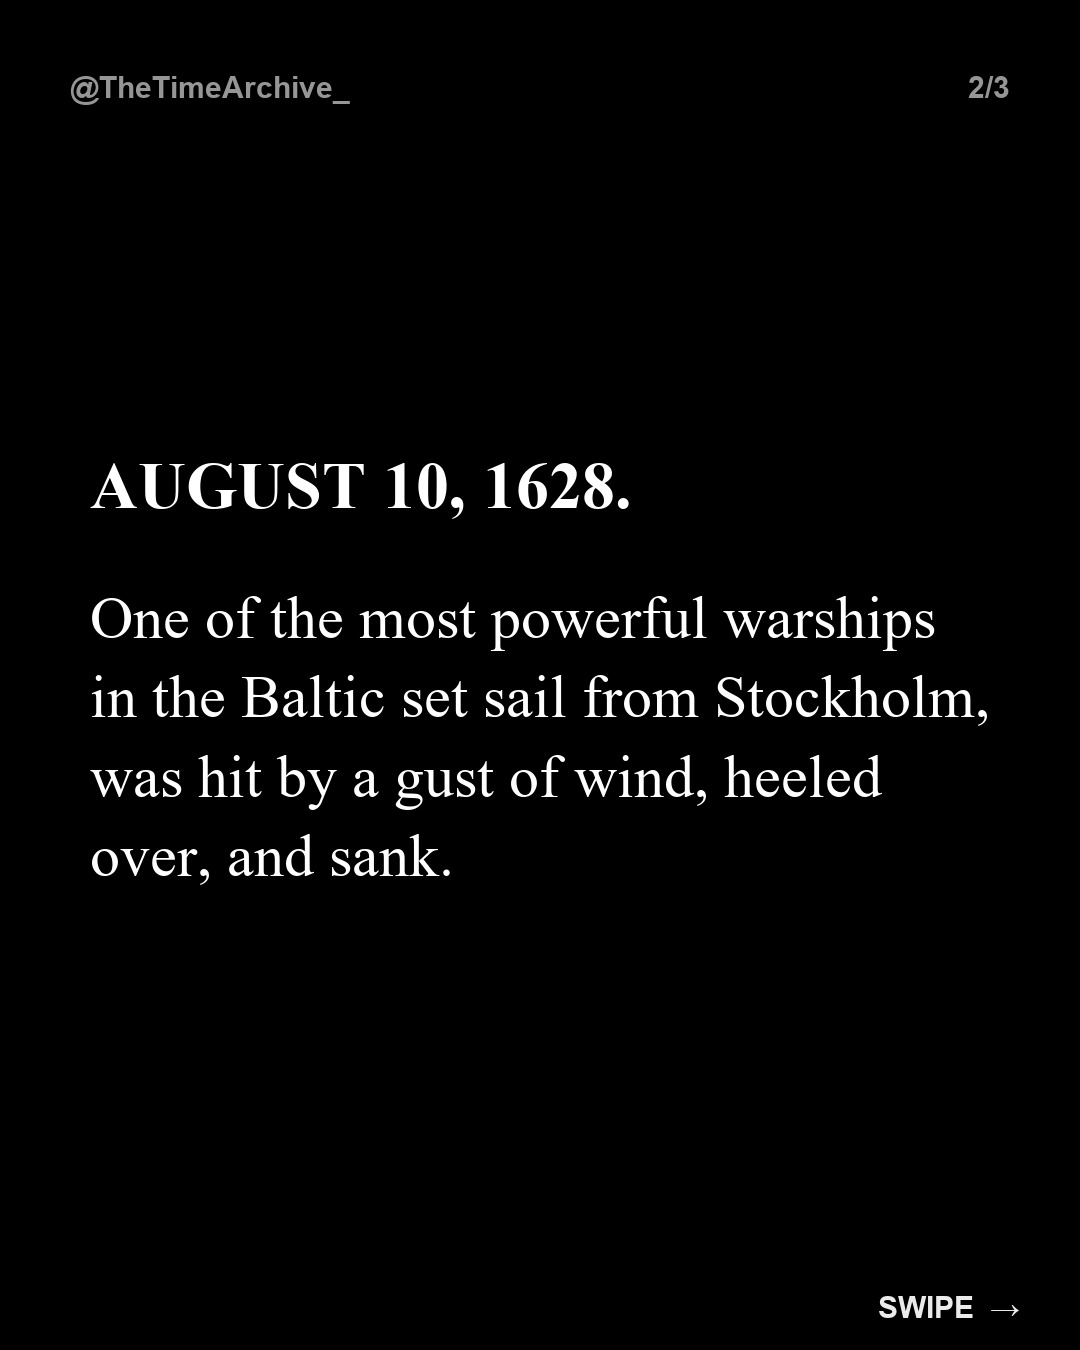 @TheTimeArchive_
2/3
AUGUST 10, 1628.
One of the most powerful warships
in the Baltic set sail from Stockholm,
was hit by a gust of wind, heeled
over, and sank.
SWIPE →